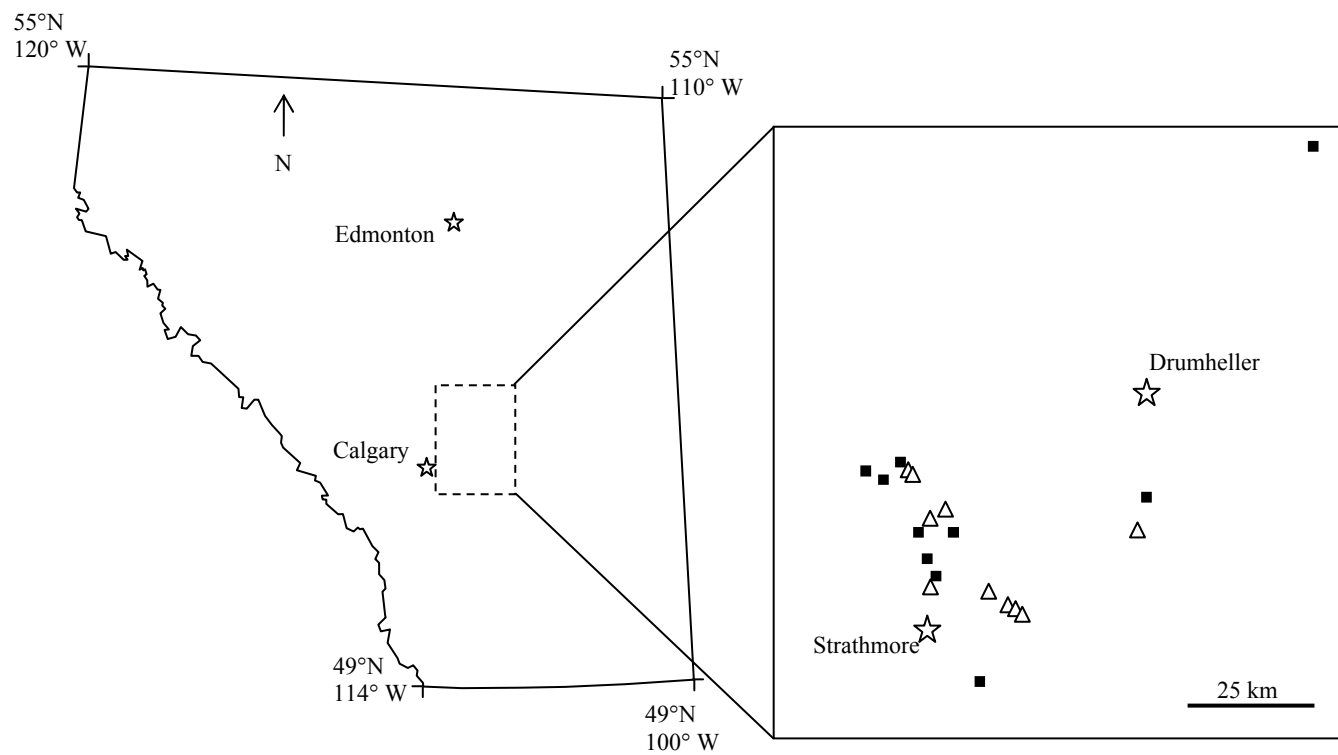 55°N
120° W
55°N
110° W
N
Edmonton
Drumheller
Calgary
Strathmore
49°N
114° W
25 km
49°N
100° W